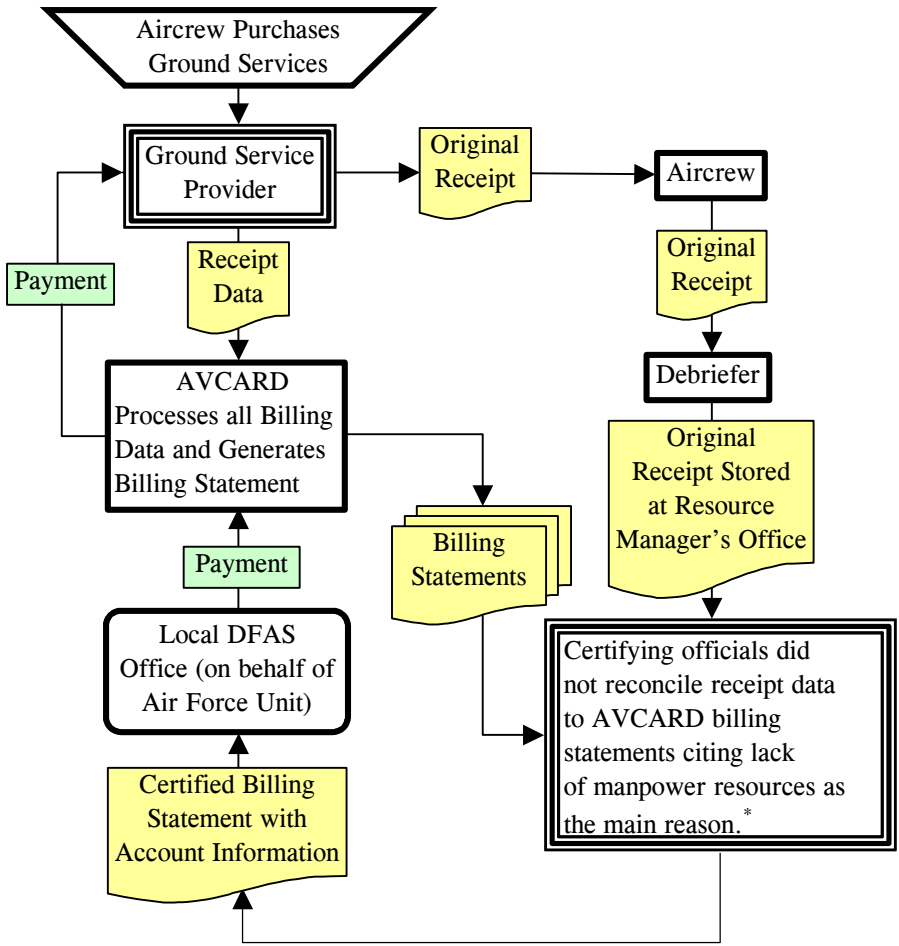 Aircrew Purchases
Ground Services
Ground Service
Provider
Original
Receipt
Aircrew
Payment
Receipt
Data
Original
Receipt
AVCARD
Processes all Billing
Data and Generates
Billing Statement
Debriefer
Original
Receipt Stored
at Resource
Manager’s Office
Payment
Billing
Statements
Local DFAS
Office (on behalf of
Air Force Unit)
Certifying officials did
not reconcile receipt data
to AVCARD billing
statements citing lack
of manpower resources as
the main reason.*
Certified Billing
Statement with
Account Information